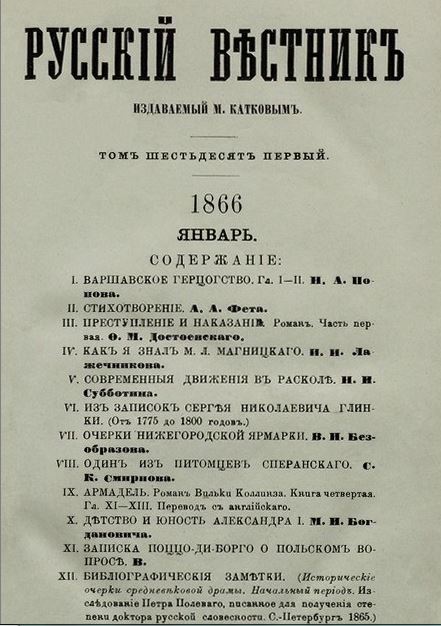 РУССКІЙ ВѢСТНИКЪ
ИЗДАВАЕМЫЙ М. КАТКОВЫМЪ.
ТОМЪ ШЕСТЬДЕСЯТЪ ПЕРВЫЙ.
1866
ЯНВАРЬ.
СОДЕРЖАНІЕ:
I. ВАРШАВСКОЕ ГЕРЦОГСТВО. Гл. I—II. Н. А. По-
пова.
II. СТИХОТВОРЕНІЕ. А. А. Фета.
III. ПРЕСТУПЛЕНІЕ И НАКАЗАНІЕ. Романъ. Часть пер-
вая. Ѳ. М. Достоевскаго.
IV. КАКЪ Я ЗНАЛЪ М. Л. МАГНИЦКАГО. И. И. Ла-
жечникова.
V. СОВРЕМЕННЫЯ ДВИЖЕНІЯ ВЪ РАСКОЛѢ. Н. И.
Субботина.
VI. ИЗЪ ЗАПИСОКЪ СЕРГѢЯ НИКОЛАЕВИЧА ГЛИН-
КИ. (Отъ 1775 до 1800 годовъ.)
VII. ОЧЕРКИ НИЖЕГОРОДСКОЙ ЯРМАРКИ. В. П. Без-
образова.
VIII. ОДИНЪ ИЗЪ ПИТОМЦЕВЪ СПЕРАНСКАГО. С.
К. Смирнова.
IX. АРМАДЕЛЬ. Романъ Вильки Коллинза. Книга четвертая.
Гл. XI—XIII. Переводъ съ англійскаго.
X. ДѢТСТВО И ЮНОСТЬ АЛЕКСАНДРА I. М. И. Бог-
дановича.
XI. ЗАПИСКА ПОЦЦО-ДИ-БОРГО О ПОЛЬСКОМЪ ВО-
ПРОСѢ. В.
XII. БИБЛІОГРАФИЧЕСКІЯ ЗАМѢТКИ. (Историческіе
очерки средневѣковой драмы. Начальный періодъ. Из-
слѣдованіе Петра Полеваго, писанное для полученія сте-
пени доктора русской словесности. С.-Петербургъ 1865.)